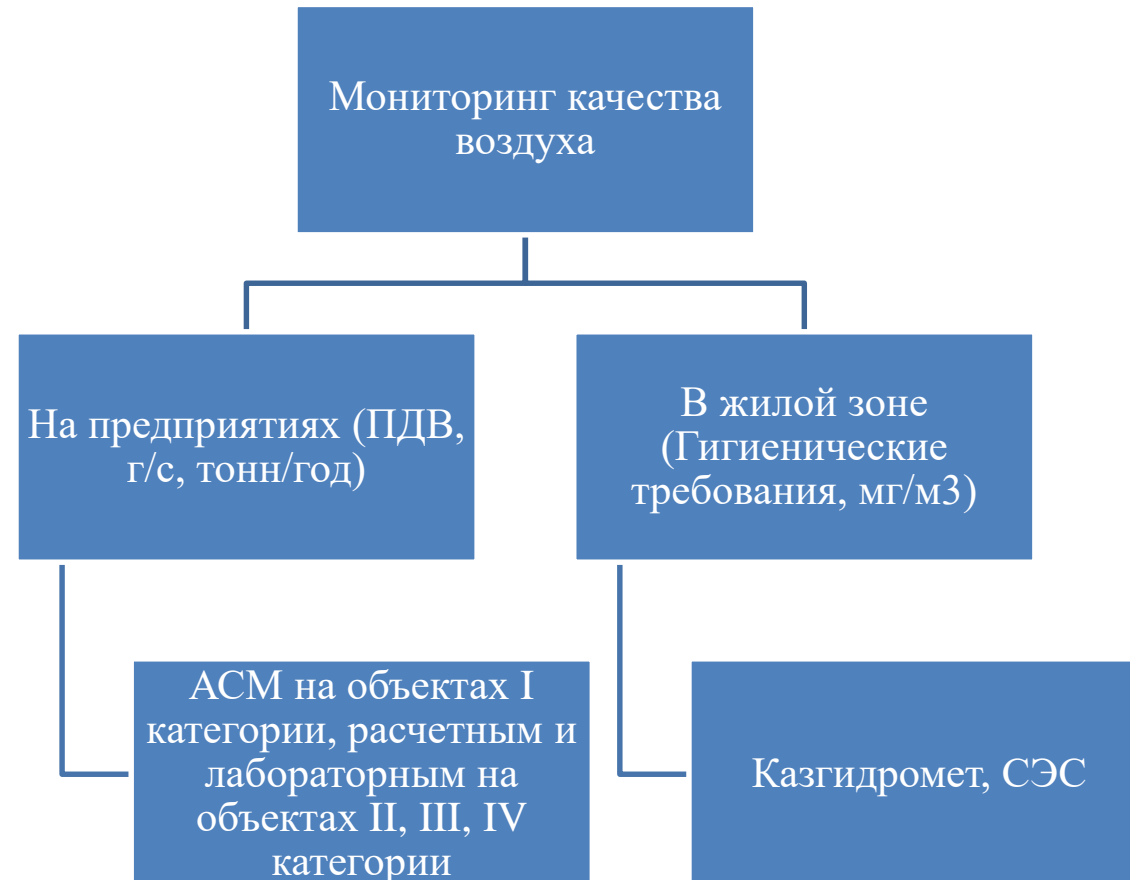 Мониторинг качества
воздуха
На предприятиях (ПДВ,
г/с, тонн/год)
В жилой зоне
(Гигиенические
требования, мг/м3)
АСМ на объектах I
категории, расчетным и
лабораторным на
объектах II, III, IV
категории
Казгидромет, СЭС